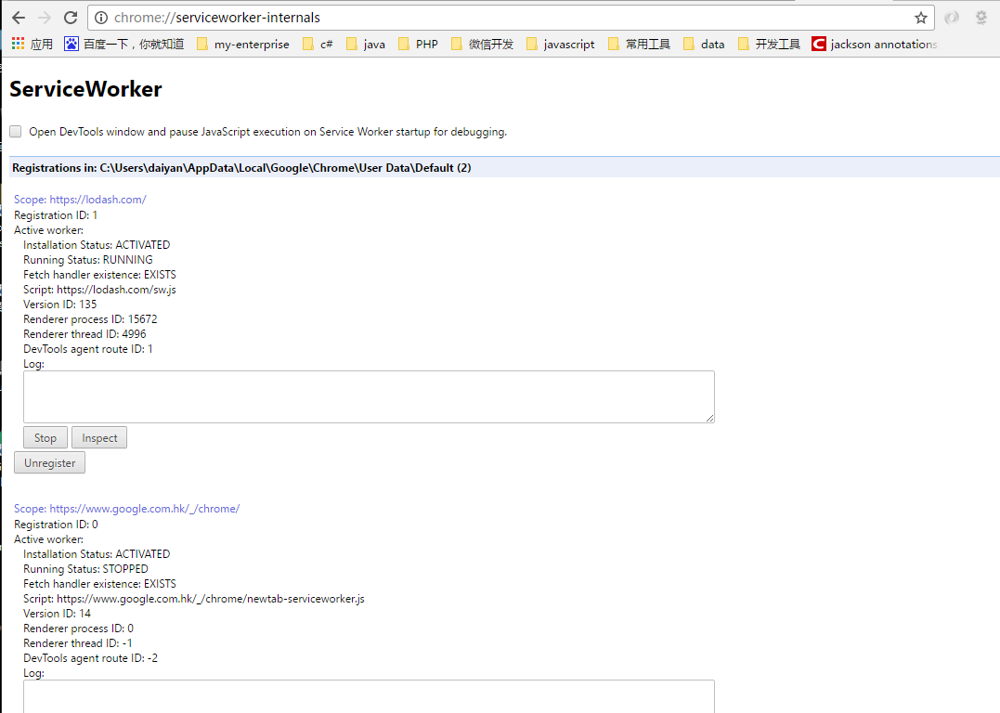 chrome://serviceworker-internals
应用 百度一下，你就知道 my-enterprise c# java PHP 微信开发 javascript 常用工具 data 开发工具 jackson annotations
ServiceWorker
Open DevTools window and pause JavaScript execution on Service Worker startup for debugging.
Registrations in: C:\Users\daiyan\AppData\Local\Google\Chrome\User Data\Default (2)
Scope: https://lodash.com/
Registration ID: 1
Active worker:
Installation Status: ACTIVATED
Running Status: RUNNING
Fetch handler existence: EXISTS
Script: https://lodash.com/sw.js
Version ID: 135
Renderer process ID: 15672
Renderer thread ID: 4996
DevTools agent route ID: 1
Log:
Stop Inspect
Unregister
Scope: https://www.google.com.hk/_/chrome/
Registration ID: 0
Active worker:
Installation Status: ACTIVATED
Running Status: STOPPED
Fetch handler existence: EXISTS
Script: https://www.google.com.hk/_/chrome/newtab-serviceworker.js
Version ID: 14
Renderer process ID: 0
Renderer thread ID: -1
DevTools agent route ID: -2
Log: